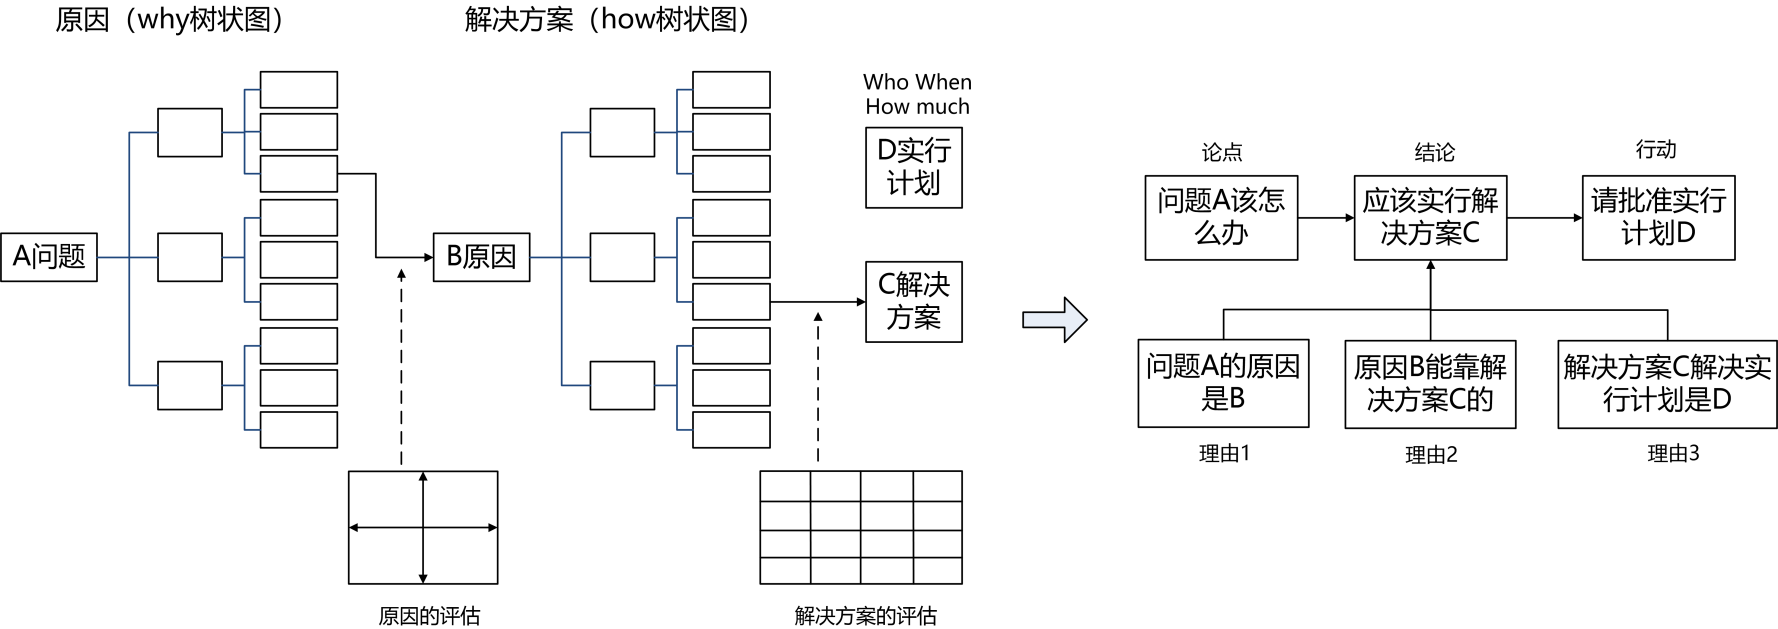 原因（why树状图）
解决方案（how树状图）
A问题
B原因
Who When
How much
D实行
计划
C解决
方案
原因的评估
解决方案的评估
论点
结论
行动
问题A该怎
么办
应该实行解
决方案C
请批准实行
计划D
问题A的原因
是B
原因B能靠解
决方案C的
解决方案C解决实
行计划是D
理由1
理由2
理由3